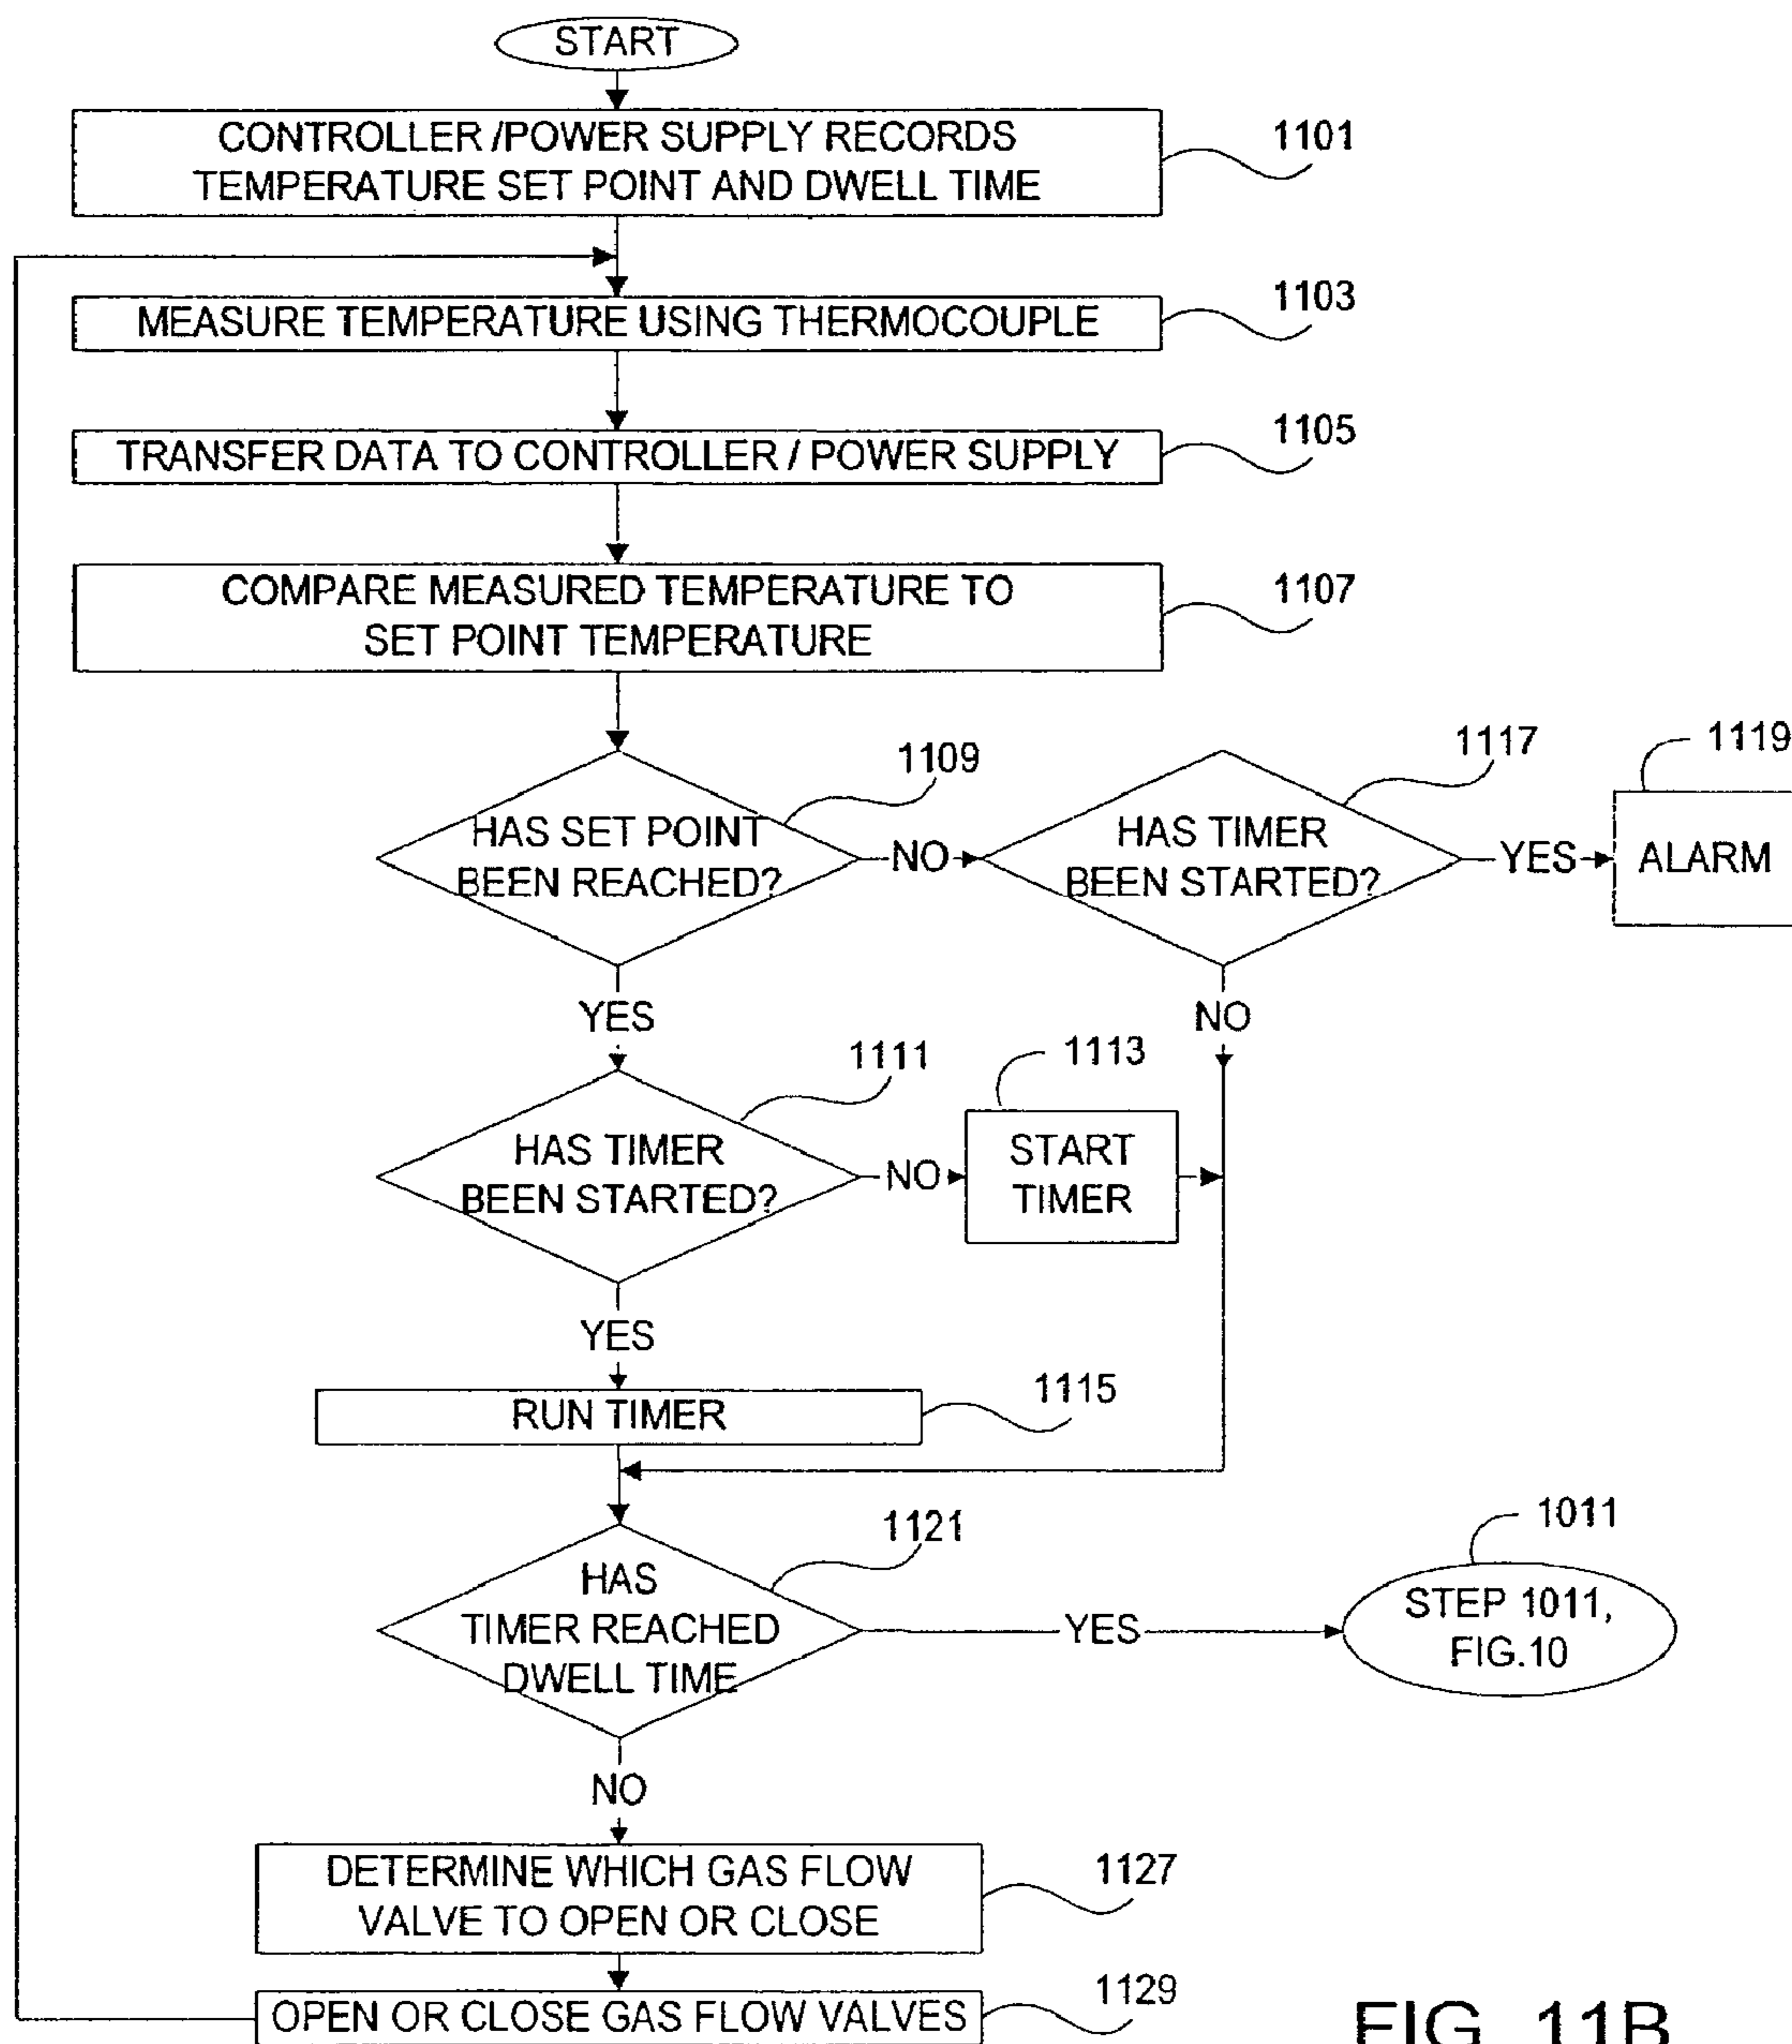 START
CONTROLLER /POWER SUPPLY RECORDS
TEMPERATURE SET POINT AND DWELL TIME
1101
MEASURE TEMPERATURE USING THERMOCOUPLE
1103
TRANSFER DATA TO CONTROLLER / POWER SUPPLY
1105
COMPARE MEASURED TEMPERATURE TO
SET POINT TEMPERATURE
1107
1109
HAS SET POINT
BEEN REACHED?
NO
1117
HAS TIMER
BEEN STARTED?
YES
1119
ALARM
YES
NO
1111
HAS TIMER
BEEN STARTED?
NO
1113
START
TIMER
YES
RUN TIMER
1115
1121
HAS
TIMER REACHED
DWELL TIME
YES
1011
STEP 1011,
FIG.10
NO
DETERMINE WHICH GAS FLOW
VALVE TO OPEN OR CLOSE
1127
OPEN OR CLOSE GAS FLOW VALVES
1129
FIG. 11B